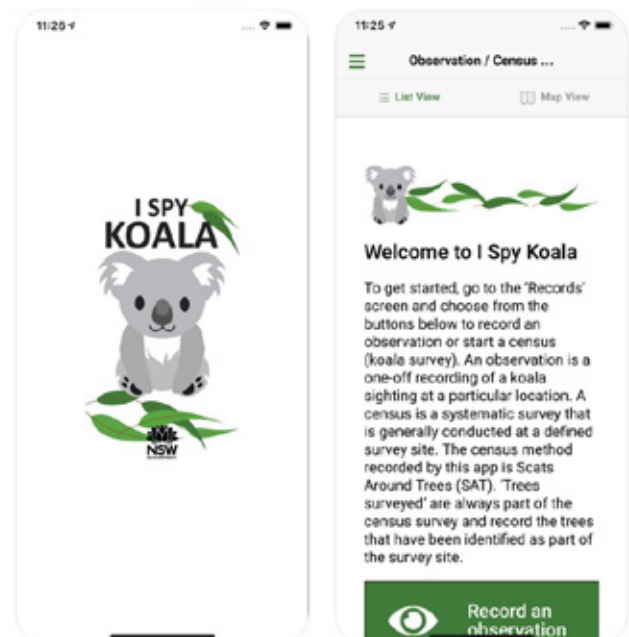 11:25
I SPY
KOALA
NSW
11:25
Observation / Census ...
List View
Map View
Welcome to I Spy Koala
To get started, go to the 'Records'
screen and choose from the
buttons below to record an
observation or start a census
(koala survey). An observation is a
one-off recording of a koala
sighting at a particular location. A
census is a systematic survey that
is generally conducted at a defined
survey site. The census method
recorded by this app is Scats
Around Trees (SAT). 'Trees
surveyed' are always part of the
census survey and record the trees
that have been identified as part of
the survey site.
Record an
observation